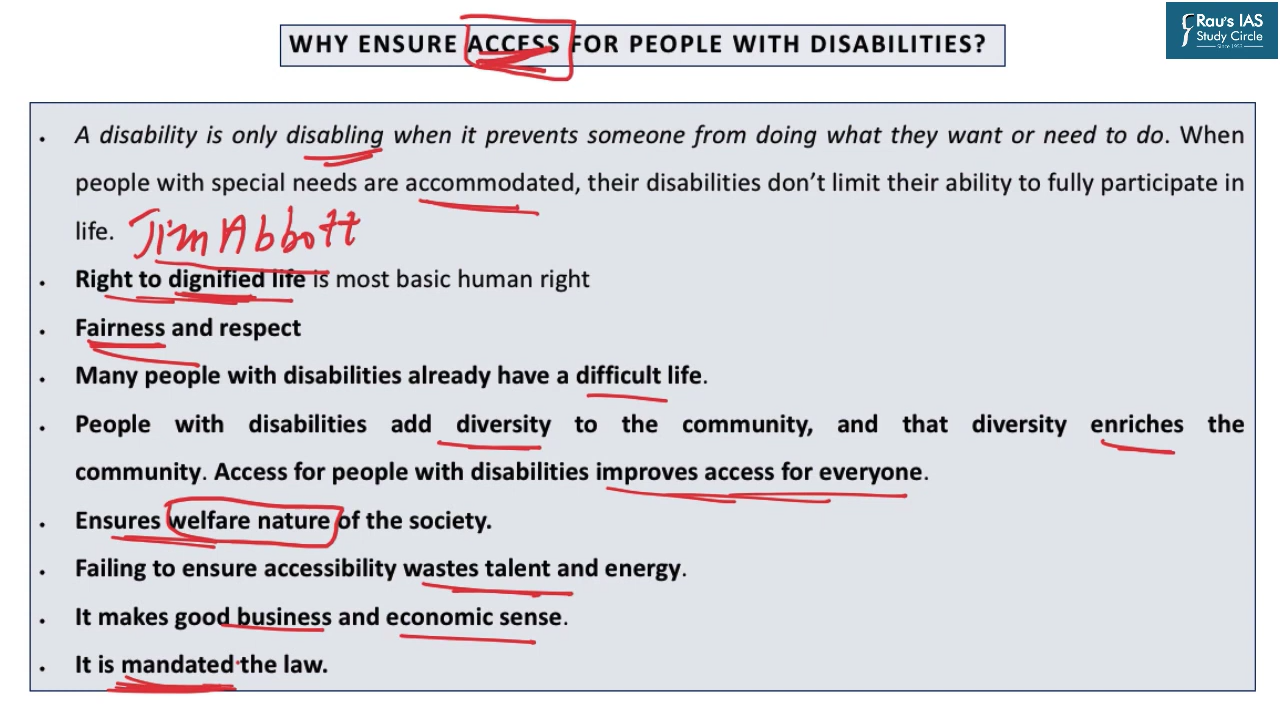 WHY ENSURE ACCESS FOR PEOPLE WITH DISABILITIES?
Rau's IAS
Study Circle
Since 1953
• A disability is only disabling when it prevents someone from doing what they want or need to do. When
people with special needs are accommodated, their disabilities don't limit their ability to fully participate in
life. Jim Abbott
• Right to dignified life is most basic human right
• Fairness and respect
• Many people with disabilities already have a difficult life.
• People with disabilities add diversity to the community, and that diversity enriches the
community. Access for people with disabilities improves access for everyone.
• Ensures welfare nature of the society.
• Failing to ensure accessibility wastes talent and energy.
• It makes good business and economic sense.
• It is mandated the law.